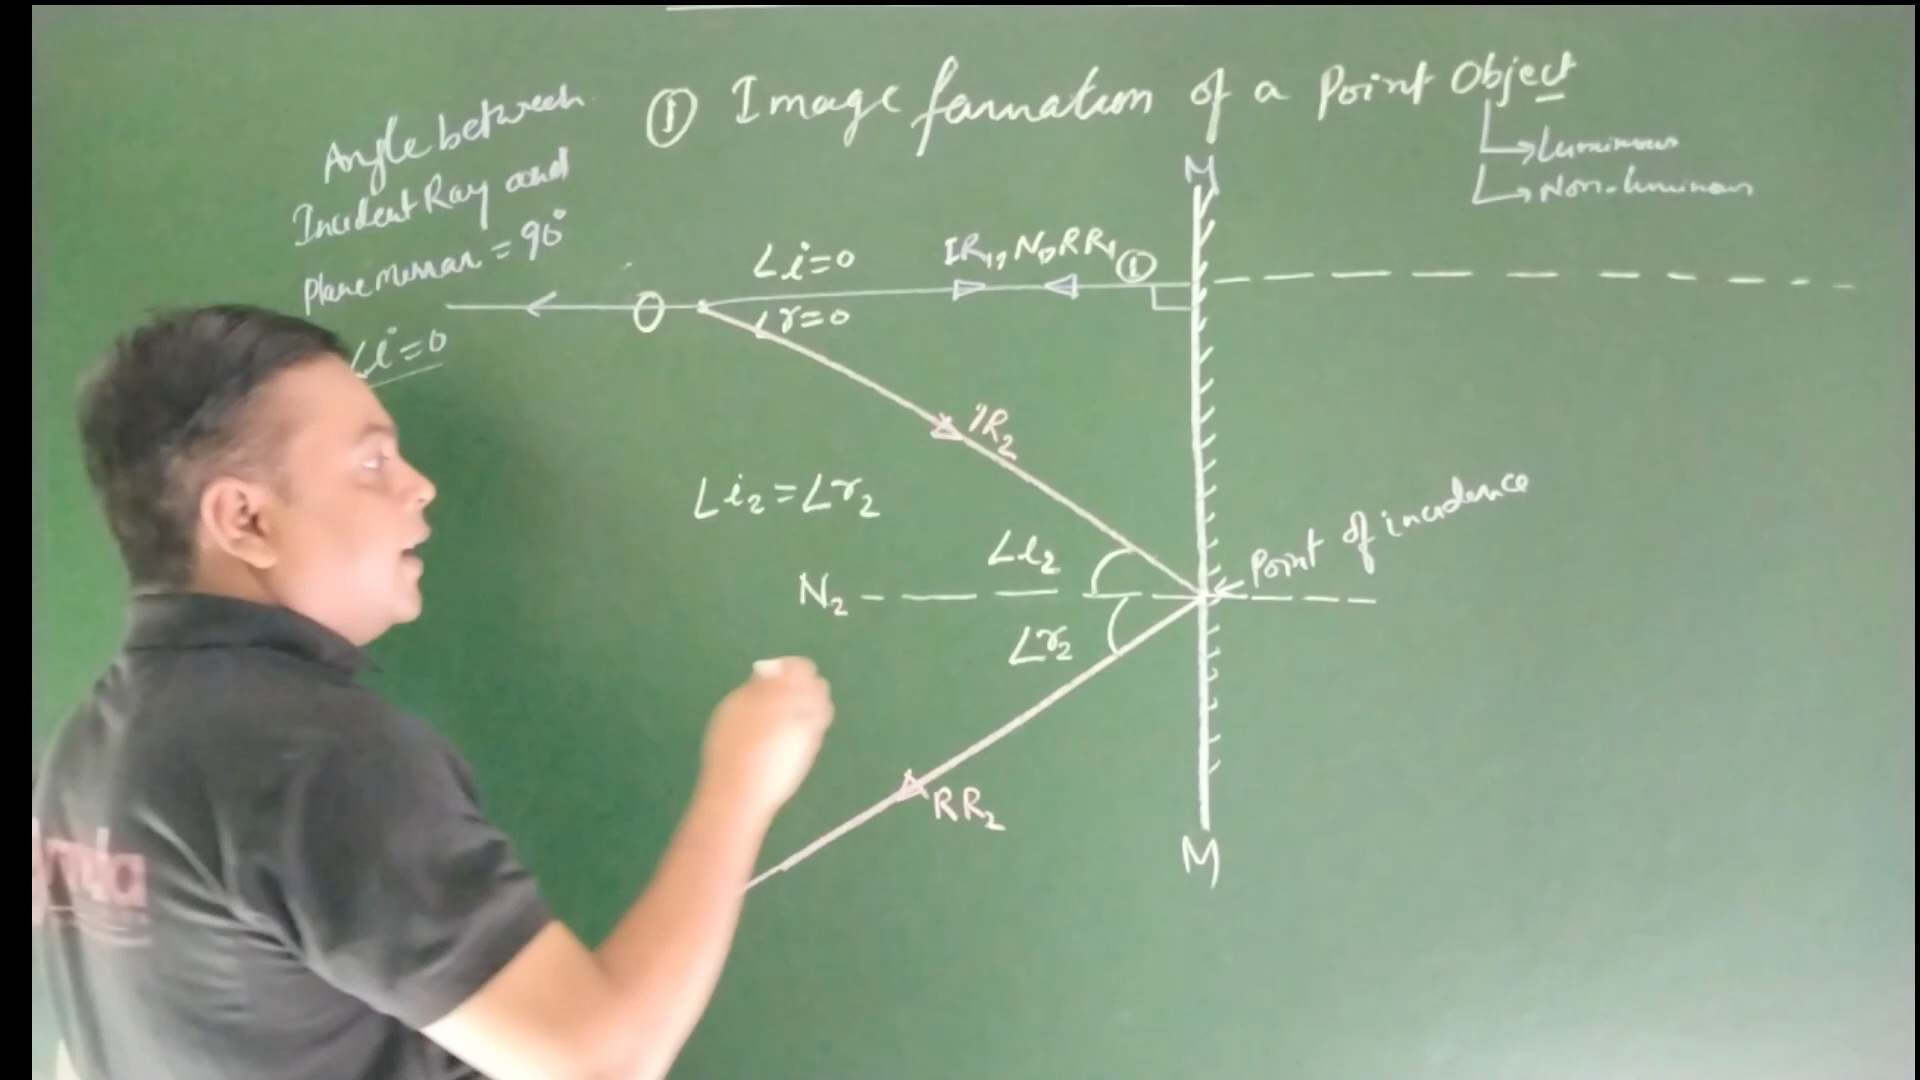 ① Image formation of a Point Object
Luminous
Non-luminous
Angle between
Incident Ray and
plane mirror = 90°
∠i=0
M
∠i=0
IR₁, N₁, RR₁ ①
O
∠r=0
IR₂
∠i₂=∠r₂
Point of incidence
∠i₂
N₂
∠r₂
RR₂
M